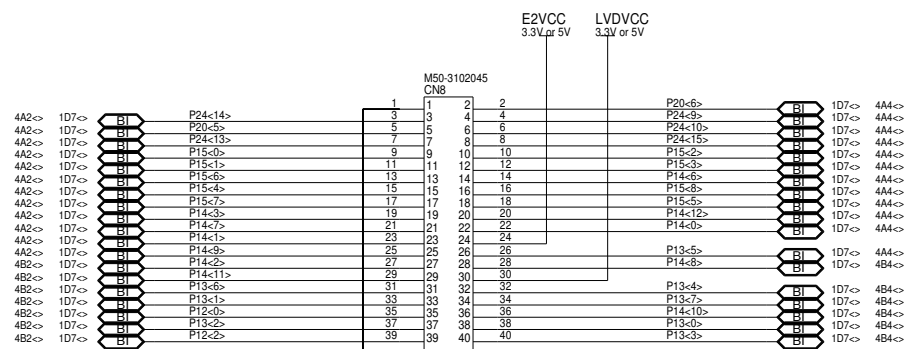 E2VCC LVDVCC
3.3V or 5V 3.3V or 5V
M50-3102045
CN8
1 1 2 2 P20<6> BI 1D7<> 4A4<>
4A2<> 1D7<> BI P24<14> 3 3 4 4 P24<9> BI 1D7<> 4A4<>
4A2<> 1D7<> BI P20<5> 5 5 6 6 P24<10> BI 1D7<> 4A4<>
4A2<> 1D7<> BI P24<13> 7 7 8 8 P24<15> BI 1D7<> 4A4<>
4A2<> 1D7<> BI P15<0> 9 9 10 10 P15<2> BI 1D7<> 4A4<>
4A2<> 1D7<> BI P15<1> 11 11 12 12 P15<3> BI 1D7<> 4A4<>
4A2<> 1D7<> BI P15<6> 13 13 14 14 P14<6> BI 1D7<> 4A4<>
4A2<> 1D7<> BI P15<4> 15 15 16 16 P15<8> BI 1D7<> 4A4<>
4A2<> 1D7<> BI P15<7> 17 17 18 18 P15<5> BI 1D7<> 4A4<>
4A2<> 1D7<> BI P14<3> 19 19 20 20 P14<12> BI 1D7<> 4A4<>
4A2<> 1D7<> BI P14<7> 21 21 22 22 P14<0> BI 1D7<> 4A4<>
4A2<> 1D7<> BI P14<1> 23 23 24 24
4A2<> 1D7<> BI P14<9> 25 25 26 26 P13<5> BI 1D7<> 4A4<>
4B2<> 1D7<> BI P14<2> 27 27 28 28 P14<8> BI 1D7<> 4B4<>
4B2<> 1D7<> BI P14<11> 29 29 30 30
4B2<> 1D7<> BI P13<6> 31 31 32 32 P13<4> BI 1D7<> 4B4<>
4B2<> 1D7<> BI P13<1> 33 33 34 34 P13<7> BI 1D7<> 4B4<>
4B2<> 1D7<> BI P12<0> 35 35 36 36 P14<10> BI 1D7<> 4B4<>
4B2<> 1D7<> BI P13<2> 37 37 38 38 P13<0> BI 1D7<> 4B4<>
4B2<> 1D7<> BI P12<2> 39 39 40 40 P13<3> BI 1D7<> 4B4<>